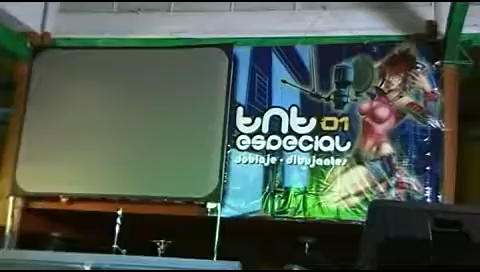 tnt 01
especial
doblaje - dibujantes